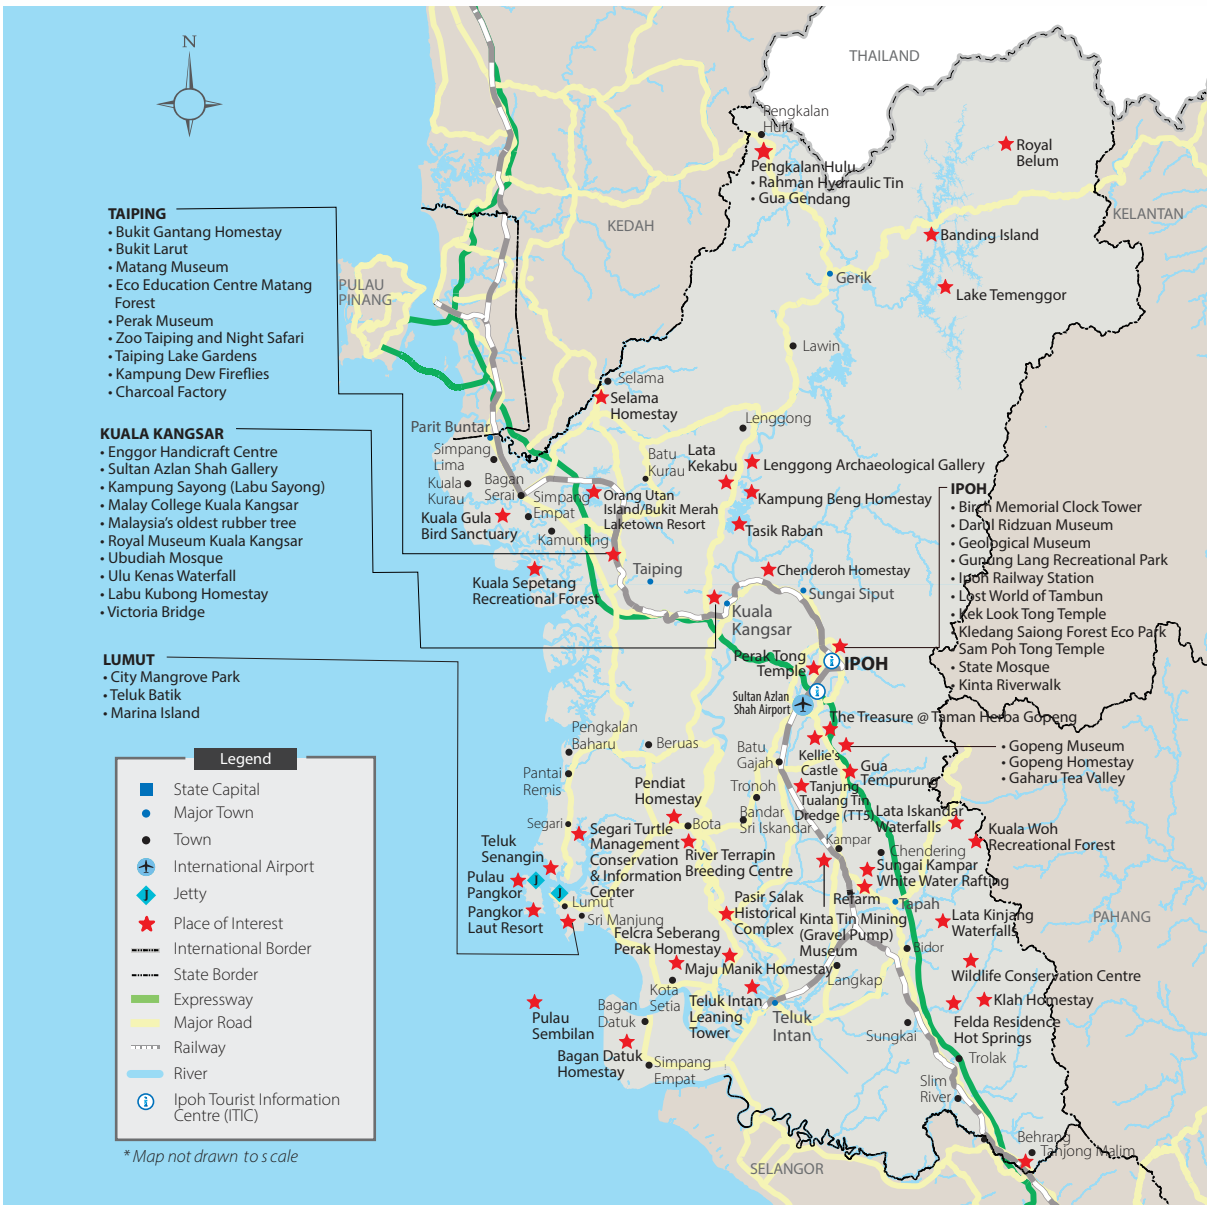 N
THAILAND
Pengkalan
Hulu
Pengkalan Hulu
• Rahman Hydraulic Tin
• Gua Gendang
Royal
Belum
KELANTAN
KEDAH
Banding Island
Gerik
Lake Temenggor
PULAU
PINANG
TAIPING
• Bukit Gantang Homestay
• Bukit Larut
• Matang Museum
• Eco Education Centre Matang
Forest
• Perak Museum
• Zoo Taiping and Night Safari
• Taiping Lake Gardens
• Kampung Dew Fireflies
• Charcoal Factory
KUALA KANGSAR
• Enggor Handicraft Centre
• Sultan Azlan Shah Gallery
• Kampung Sayong (Labu Sayong)
• Malay College Kuala Kangsar
• Malaysia's oldest rubber tree
• Royal Museum Kuala Kangsar
• Ubudiah Mosque
• Ulu Kenas Waterfall
• Labu Kubong Homestay
• Victoria Bridge
LUMUT
• City Mangrove Park
• Teluk Batik
• Marina Island
Lawin
Selama
Selama
Homestay
Parit Buntar
Simpang
Lima
Kuala
Kurau
Bagan
Serai
Simpang
Empat
Kamunting
Kuala Gula
Bird Sanctuary
Batu
Kurau
Lata
Kekabu
Lenggong
Lenggong Archaeological Gallery
Kampung Beng Homestay
Orang Utan
Island/Bukit Merah
Laketown Resort
Tasik Raban
Kuala Sepetang
Recreational Forest
Taiping
Chenderoh Homestay
Sungai Siput
Kuala
Kangsar
IPOH
• Birch Memorial Clock Tower
• Darul Ridzuan Museum
• Geological Museum
• Gunung Lang Recreational Park
• Ipoh Railway Station
• Lost World of Tambun
• Kek Look Tong Temple
• Kledang Saiong Forest Eco Park
• Sam Poh Tong Temple
• State Mosque
• Kinta Riverwalk
Perak Tong
Temple
IPOH
Sultan Azlan
Shah Airport
The Treasure @ Taman Herba Gopeng
• Gopeng Museum
• Gopeng Homestay
• Gaharu Tea Valley
Kellie's
Castle
Gua
Tempurung
Batu
Gajah
Tanjung
Tualang Tin
Dredge (TT5)
Tronoh
Bandar
Sri Iskandar
Pengkalan
Baharu
Beruas
Pantai
Remis
Pendiat
Homestay
Segari
Segari Turtle
Management
Conservation
& Information
Center
Bota
River Terrapin
Breeding Centre
Teluk
Senangin
Pulau
Pangkor
Pangkor
Laut Resort
J
J
Lumut
Sri Manjung
Lata Iskandar
Waterfalls
Kuala Woh
Recreational Forest
Kampar
Chendering
Sungai Kampar
White Water Rafting
Refarm
Tapah
Lata Kinjang
Waterfalls
PAHANG
Pasir Salak
Historical
Complex
Kinta Tin Mining
(Gravel Pump)
Museum
Felcra Seberang
Perak Homestay
Maju Manik Homestay
Bidor
Langkap
Wildlife Conservation Centre
Klah Homestay
Felda Residence
Hot Springs
Kota
Setia
Teluk Intan
Leaning
Tower
Teluk
Intan
Sungkai
Pulau
Sembilan
Bagan
Datuk
Bagan Datuk
Homestay
Simpang
Empat
Trolak
Slim
River
Behrang
Tanjong Malim
SELANGOR
Legend
State Capital
Major Town
Town
International Airport
J
Jetty
Place of Interest
International Border
State Border
Expressway
Major Road
Railway
River
Ipoh Tourist Information
Centre (ITIC)
* Map not drawn to scale